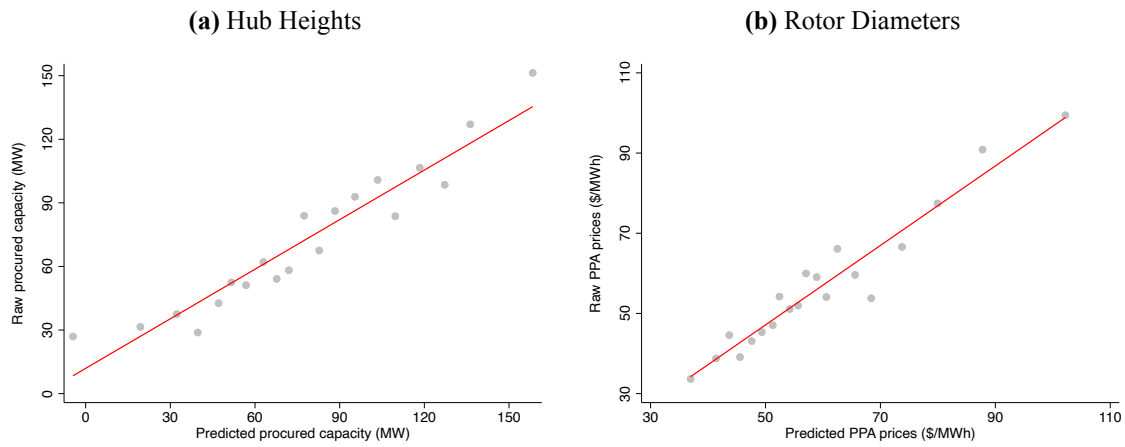 (a) Hub Heights
Raw procured capacity (MW)
150
120
90
60
30
0
0 30 60 90 120 150
Predicted procured capacity (MW)
(b) Rotor Diameters
Raw PPA prices ($/MWh)
110
90
70
50
30
30 50 70 90 110
Predicted PPA prices ($/MWh)